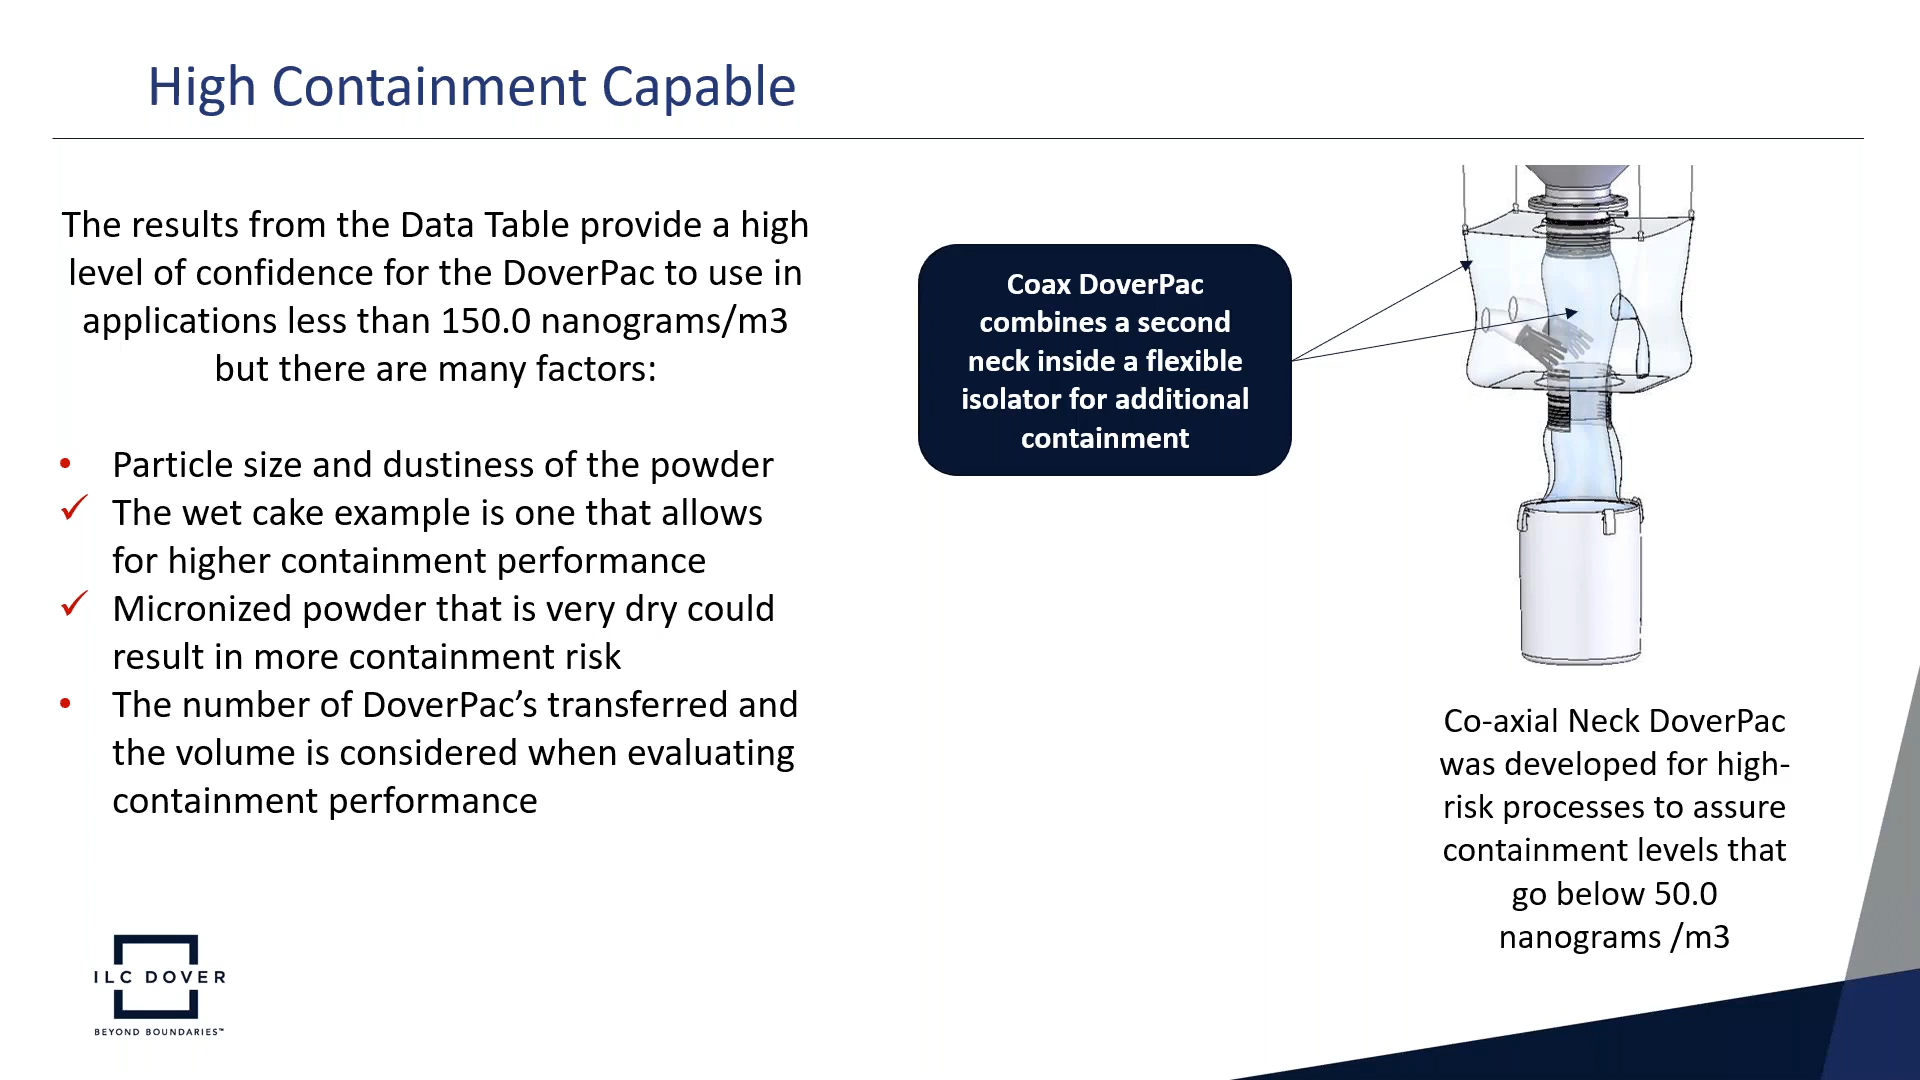 High Containment Capable
The results from the Data Table provide a high
level of confidence for the DoverPac to use in
applications less than 150.0 nanograms/m3
but there are many factors:
• Particle size and dustiness of the powder
✓ The wet cake example is one that allows
for higher containment performance
✓ Micronized powder that is very dry could
result in more containment risk
• The number of DoverPac’s transferred and
the volume is considered when evaluating
containment performance
Coax DoverPac
combines a second
neck inside a flexible
isolator for additional
containment
Co-axial Neck DoverPac
was developed for high-
risk processes to assure
containment levels that
go below 50.0
nanograms /m3
ILC DOVER
BEYOND BOUNDARIES™